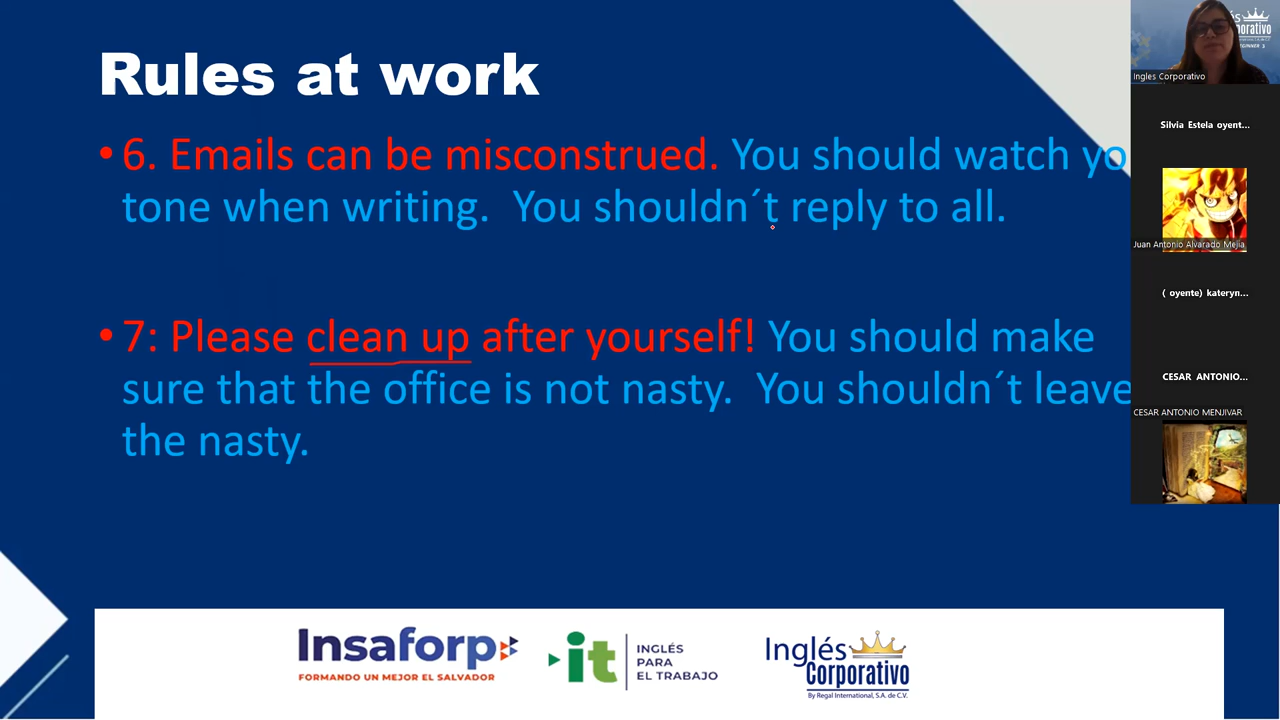 Rules at work
• 6. Emails can be misconstrued. You should watch yo
tone when writing. You shouldn´t reply to all.
• 7: Please clean up after yourself! You should make
sure that the office is not nasty. You shouldn´t leave
the nasty.
Insaforp
FORMANDO UN MEJOR EL SALVADOR
it
INGLÉS
PARA
EL TRABAJO
Inglés
Corporativo
By Regal International, S.A. de C.V.
Ingles Corporativo
Silvia Estela oyent...
Juan Antonio Alvarado Mejia
( oyente) kateryn...
CESAR ANTONIO...
CESAR ANTONIO MENJIVAR